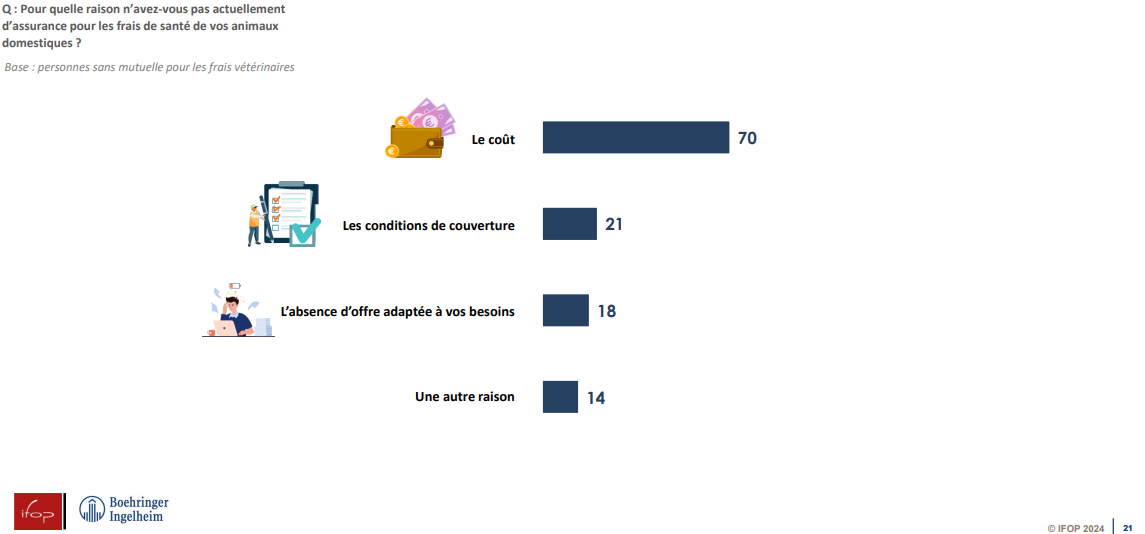 Q : Pour quelle raison n’avez-vous pas actuellement
d’assurance pour les frais de santé de vos animaux
domestiques ?
Base : personnes sans mutuelle pour les frais vétérinaires
Le coût
70
Les conditions de couverture
21
L’absence d’offre adaptée à vos besoins
18
Une autre raison
14
ifop
Boehringer
Ingelheim
© IFOP 2024
21